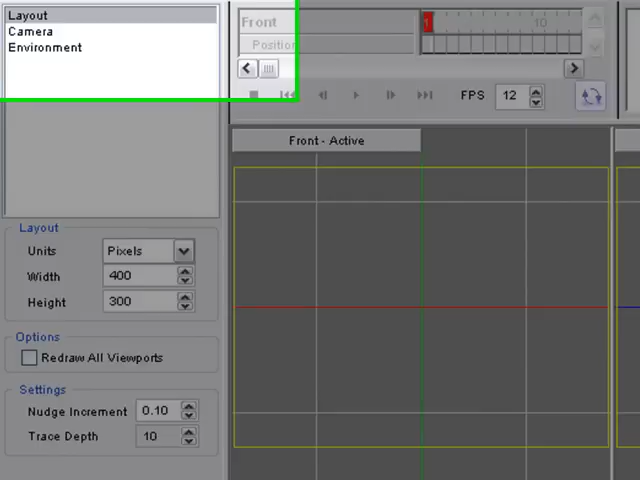 Layout
Camera
Environment
Front
Position
1
10
FPS 12
Front - Active
Layout
Units Pixels
Width 400
Height 300
Options
Redraw All Viewports
Settings
Nudge Increment 0.10
Trace Depth 10